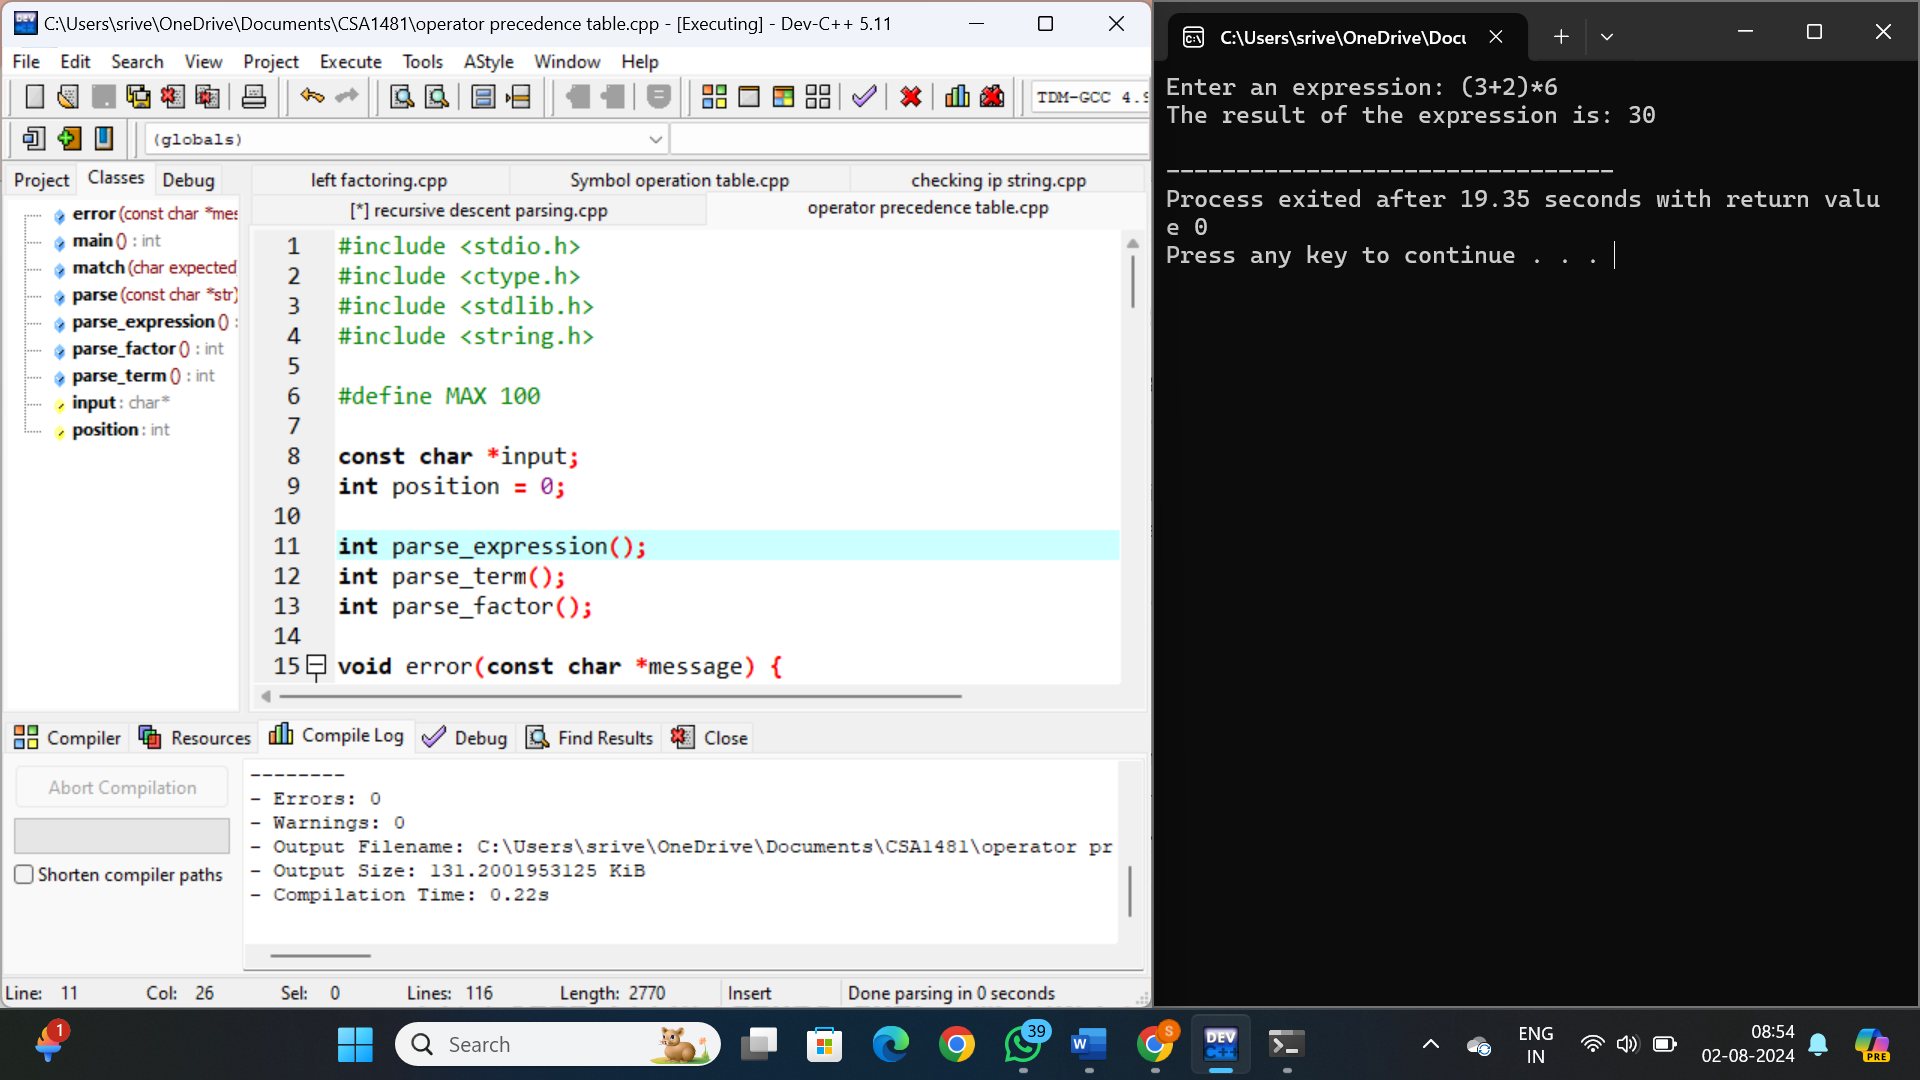 C:\Users\srive\OneDrive\Documents\CSA1481\operator precedence table.cpp - [Executing] - Dev-C++ 5.11
File Edit Search View Project Execute Tools AStyle Window Help
TDM-GCC 4.9
(globals)
Project Classes Debug
error (const char *mes
main () : int
match (char expected
parse (const char *str)
parse_expression () :
parse_factor () : int
parse_term () : int
input : char*
position : int
left factoring.cpp Symbol operation table.cpp checking ip string.cpp
[*] recursive descent parsing.cpp operator precedence table.cpp
1 #include <stdio.h>
2 #include <ctype.h>
3 #include <stdlib.h>
4 #include <string.h>
5
6 #define MAX 100
7
8 const char *input;
9 int position = 0;
10
11 int parse_expression();
12 int parse_term();
13 int parse_factor();
14
15 void error(const char *message) {
Compiler Resources Compile Log Debug Find Results Close
Abort Compilation
Shorten compiler paths
--------
- Errors: 0
- Warnings: 0
- Output Filename: C:\Users\srive\OneDrive\Documents\CSA1481\operator pr
- Output Size: 131.2001953125 KiB
- Compilation Time: 0.22s
Line: 11 Col: 26 Sel: 0 Lines: 116 Length: 2770 Insert Done parsing in 0 seconds
C:\Users\srive\OneDrive\Docu
Enter an expression: (3+2)*6
The result of the expression is: 30
--------------------------------
Process exited after 19.35 seconds with return valu
e 0
Press any key to continue . . .
1
Search
39
W
S
DEV
C++
ENG
IN
08:54
02-08-2024
PRE